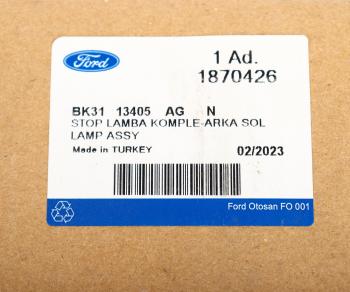 Ford
1 Ad.
1870426
BK31 13405 AG N
STOP LAMBA KOMPLE-ARKA SOL
LAMP ASSY
Made in TURKEY 02/2023
Ford Otosan FO 001